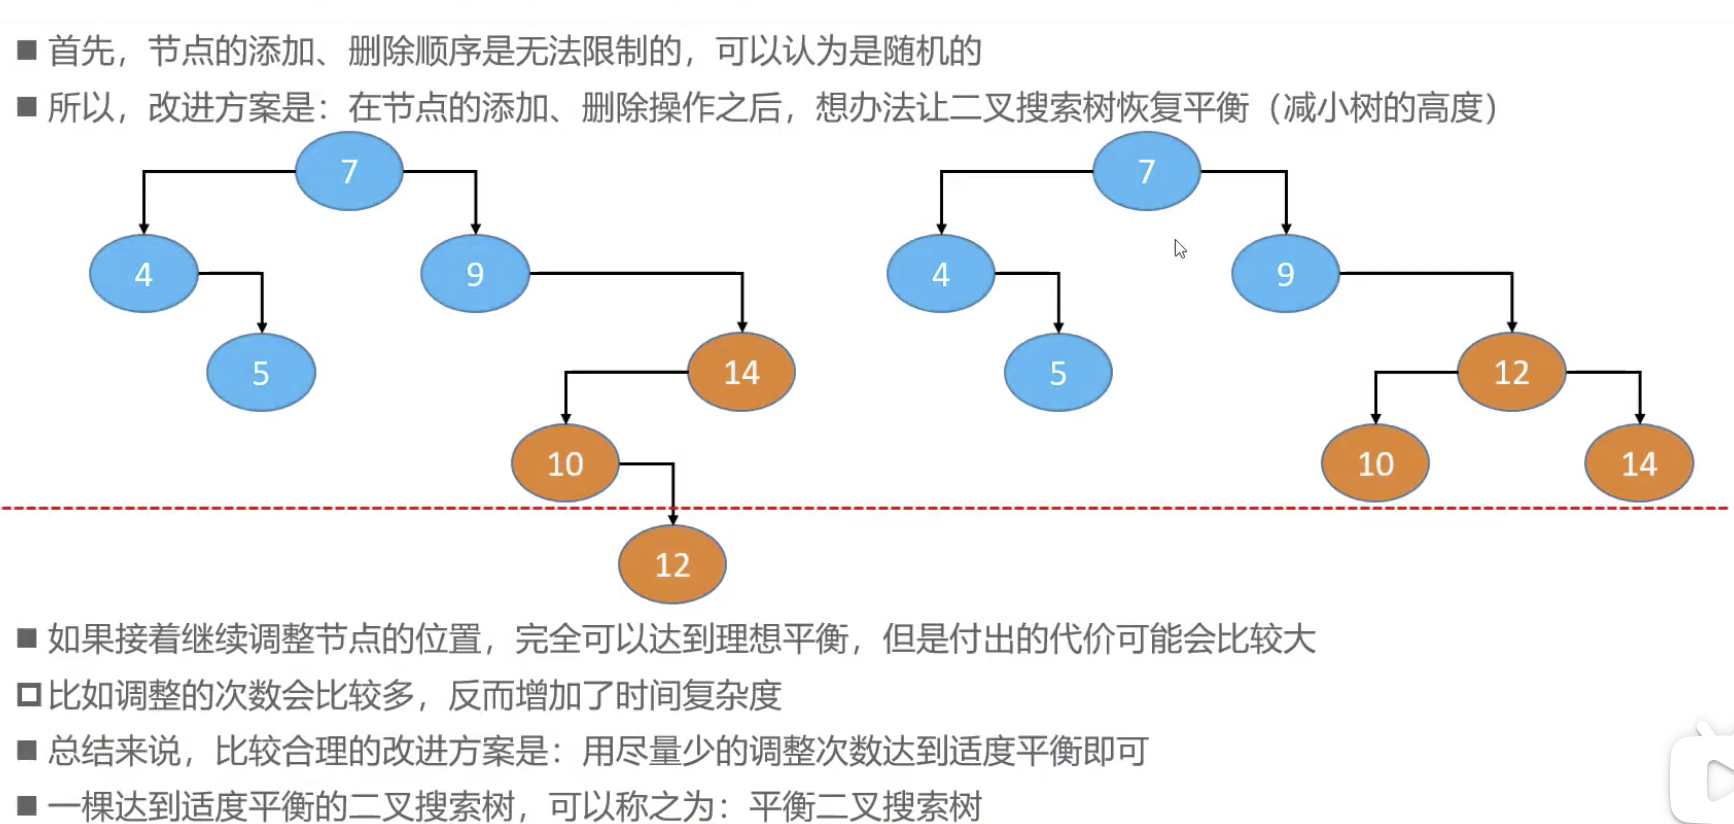 ■ 首先，节点的添加、删除顺序是无法限制的，可以认为是随机的
■ 所以，改进方案是：在节点的添加、删除操作之后，想办法让二叉搜索树恢复平衡（减小树的高度）
7 7
4 9 4 9
5 14 5 12
10 10 14
12
■ 如果接着继续调整节点的位置，完全可以达到理想平衡，但是付出的代价可能会比较大
□ 比如调整的次数会比较多，反而增加了时间复杂度
■ 总结来说，比较合理的改进方案是：用尽量少的调整次数达到适度平衡即可
■ 一棵达到适度平衡的二叉搜索树，可以称之为：平衡二叉搜索树